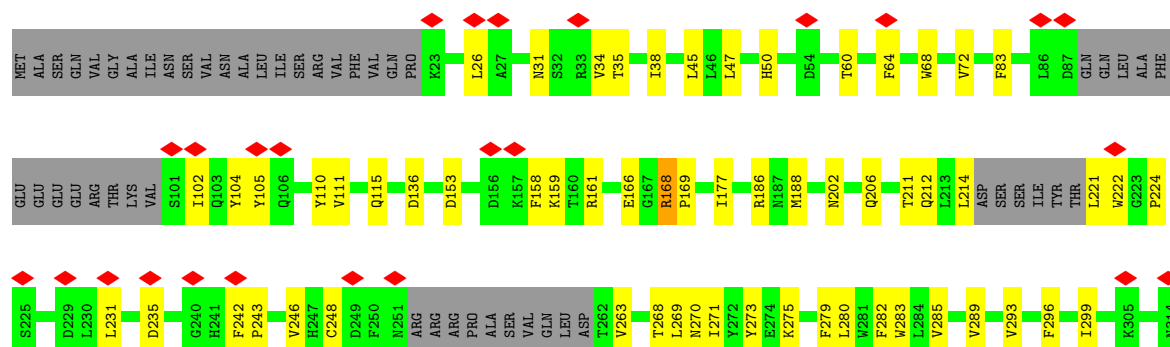 MET ALA SER GLN VAL GLY ALA ILE ASN SER VAL ASN ALA LEU ILE SER ARG VAL PHE VAL GLN PRO K23 L26 A27 N31 S32 R33 V34 T35 I38 L45 L46 L47 H50 D54 T60 F64 W68 V72 F83 L86 D87 GLN GLN LEU ALA PHE
GLU GLU GLU GLU ARG THR LYS VAL S101 I102 Q103 Y104 Y105 Q106 Y110 V111 Q115 D136 D153 D156 K157 F158 K159 T160 R161 E166 G167 R168 P169 I177 R186 N187 M188 N202 Q206 T211 Q212 L213 L214 ASP SER SER ILE TYR THR L221 W222 G223 P224
S225 D229 L230 L231 D235 G240 H241 F242 P243 V246 H247 C248 D249 F250 N251 ARG ARG ARG PRO ALA SER VAL GLN LEU ASP T262 V263 T268 L269 N270 I271 Y272 Y273 E274 K275 F279 L280 W281 F282 W283 L284 V285 V289 V293 F296 I299 K305